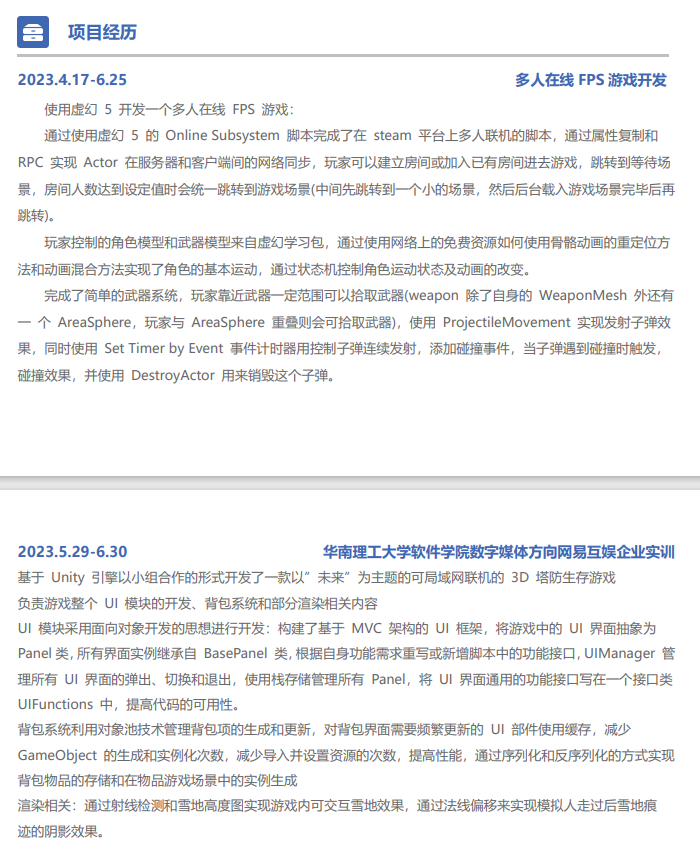 项目经历
2023.4.17-6.25 多人在线 FPS 游戏开发
使用虚幻 5 开发一个多人在线 FPS 游戏：
通过使用虚幻 5 的 Online Subsystem 脚本完成了在 steam 平台上多人联机的脚本，通过属性复制和
RPC 实现 Actor 在服务器和客户端间的网络同步，玩家可以建立房间或加入已有房间进去游戏，跳转到等待场
景，房间人数达到设定值时会统一跳转到游戏场景(中间先跳转到一个小的场景，然后后台载入游戏场景完毕后再
跳转)。
玩家控制的角色模型和武器模型来自虚幻学习包，通过使用网络上的免费资源如何使用骨骼动画的重定位方
法和动画混合方法实现了角色的基本运动，通过状态机控制角色运动状态及动画的改变。
完成了简单的武器系统，玩家靠近武器一定范围可以拾取武器(weapon 除了自身的 WeaponMesh 外还有
一 个 AreaSphere，玩家与 AreaSphere 重叠则会可拾取武器)，使用 ProjectileMovement 实现发射子弹效
果，同时使用 Set Timer by Event 事件计时器用控制子弹连续发射，添加碰撞事件，当子弹遇到碰撞时触发，
碰撞效果，并使用 DestroyActor 用来销毁这个子弹。
2023.5.29-6.30 华南理工大学软件学院数字媒体方向网易互娱企业实训
基于 Unity 引擎以小组合作的形式开发了一款以”未来”为主题的可局域网联机的 3D 塔防生存游戏
负责游戏整个 UI 模块的开发、背包系统和部分渲染相关内容
UI 模块采用面向对象开发的思想进行开发：构建了基于 MVC 架构的 UI 框架，将游戏中的 UI 界面抽象为
Panel 类，所有界面实例继承自 BasePanel 类，根据自身功能需求重写或新增脚本中的功能接口，UIManager 管
理所有 UI 界面的弹出、切换和退出，使用栈存储管理所有 Panel，将 UI 界面通用的功能接口写在一个接口类
UIFunctions 中，提高代码的可用性。
背包系统利用对象池技术管理背包项的生成和更新，对背包界面需要频繁更新的 UI 部件使用缓存，减少
GameObject 的生成和实例化次数，减少导入并设置资源的次数，提高性能，通过序列化和反序列化的方式实现
背包物品的存储和在物品游戏场景中的实例生成
渲染相关：通过射线检测和雪地高度图实现游戏内可交互雪地效果，通过法线偏移来实现模拟人走过后雪地痕
迹的阴影效果。